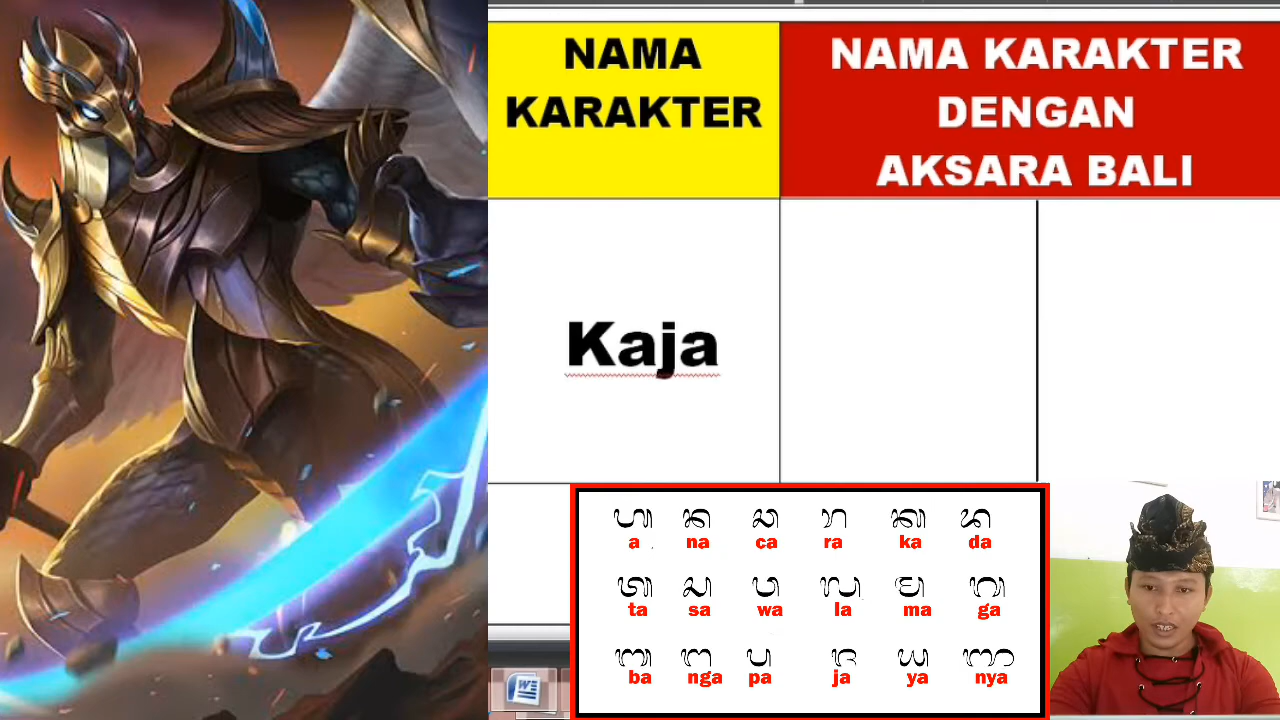 NAMA
KARAKTER
NAMA KARAKTER
DENGAN
AKSARA BALI
Kaja
ᬳ ᬦ ᬘ ᬭ ᬓ ᬤ
a na ca ra ka da
ᬢ ᬲ ᬯ ᬮ ᬫ ᬕ
ta sa wa la ma ga
ᬩ ᬗ ᬧ ᬚ ᬬ ᬜ
ba nga pa ja ya nya